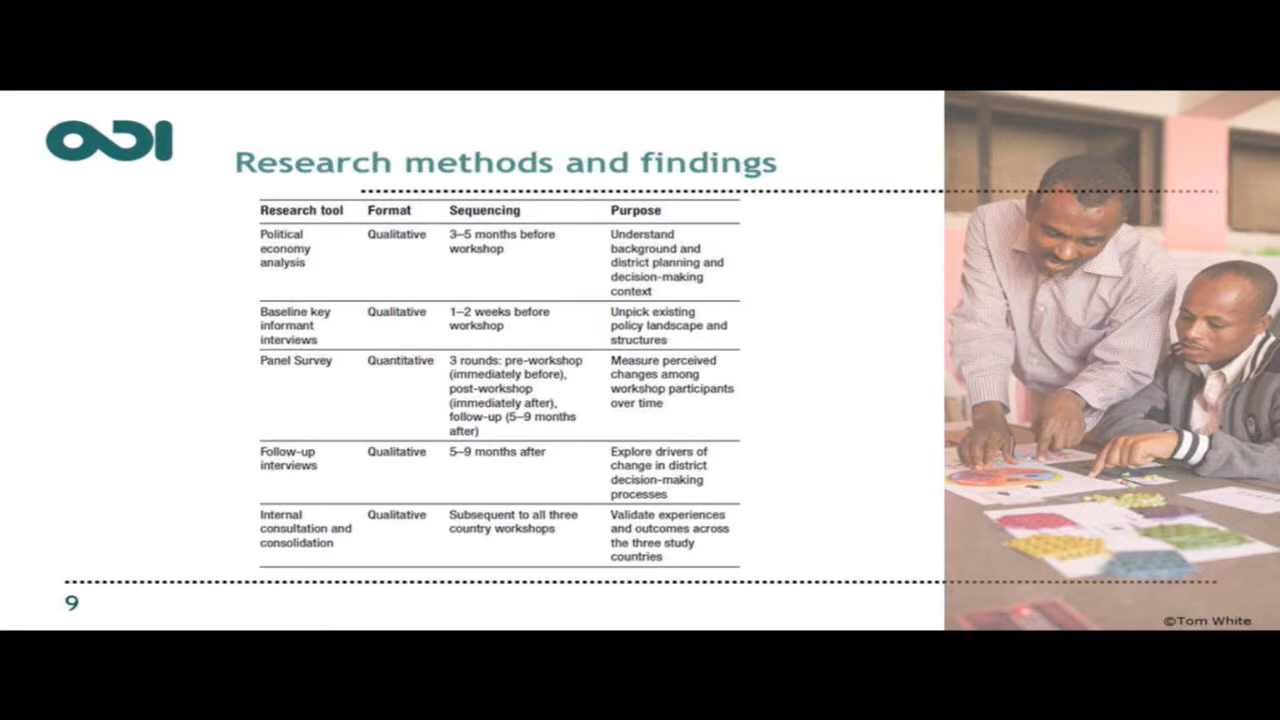 ODI
Research methods and findings
Research tool Format Sequencing Purpose
Political Qualitative 3–5 months before Understand
economy workshop background and
analysis district planning and
decision-making
context
Baseline key Qualitative 1–2 weeks before Unpick existing
informant workshop policy landscape and
interviews structures
Panel Survey Quantitative 3 rounds: pre-workshop Measure perceived
(immediately before), changes among
post-workshop workshop participants
(immediately after), over time
follow-up (5–9 months
after)
Follow-up Qualitative 5–9 months after Explore drivers of
interviews change in district
decision-making
processes
Internal Qualitative Subsequent to all three Validate experiences
consultation and country workshops and outcomes across
consolidation the three study
countries
9
©Tom White